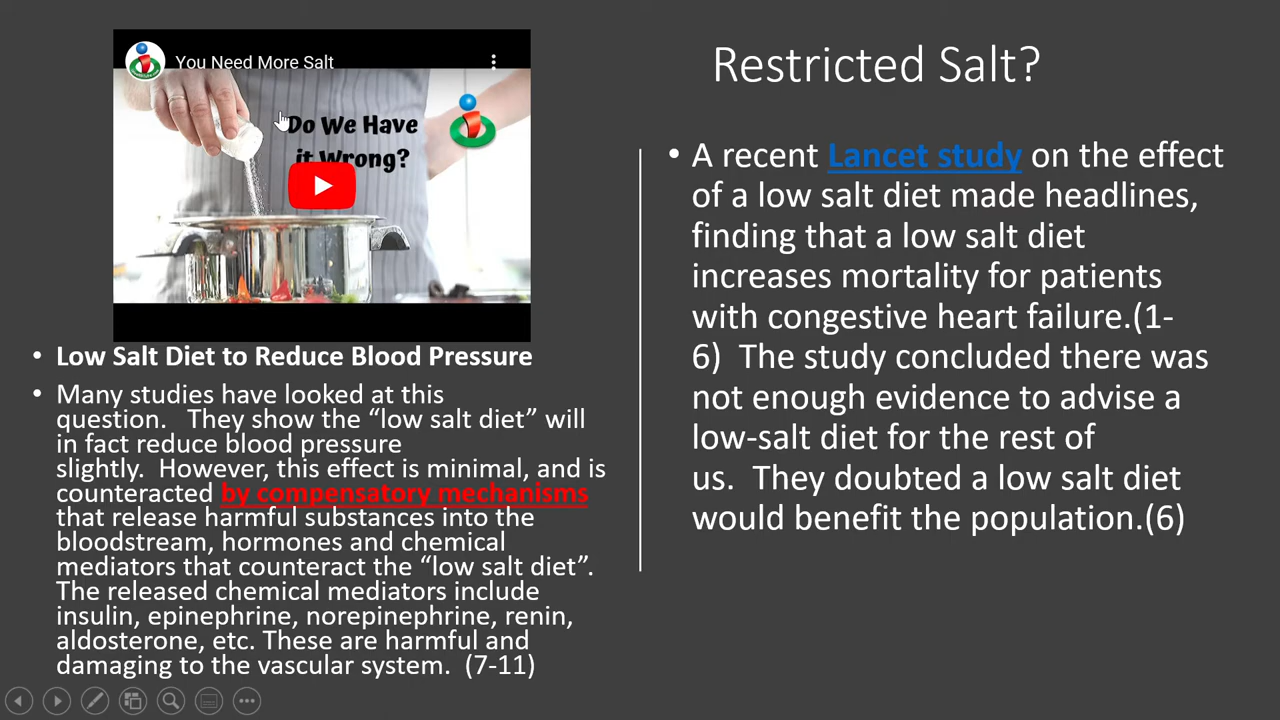 You Need More Salt
Do We Have
it Wrong?
• Low Salt Diet to Reduce Blood Pressure
• Many studies have looked at this
question.   They show the “low salt diet” will
in fact reduce blood pressure
slightly.  However, this effect is minimal, and is
counteracted by compensatory mechanisms
that release harmful substances into the
bloodstream, hormones and chemical
mediators that counteract the “low salt diet”.
The released chemical mediators include
insulin, epinephrine, norepinephrine, renin,
aldosterone, etc. These are harmful and
damaging to the vascular system.  (7-11)
Restricted Salt?
• A recent Lancet study on the effect
of a low salt diet made headlines,
finding that a low salt diet
increases mortality for patients
with congestive heart failure.(1-
6)  The study concluded there was
not enough evidence to advise a
low-salt diet for the rest of
us.  They doubted a low salt diet
would benefit the population.(6)